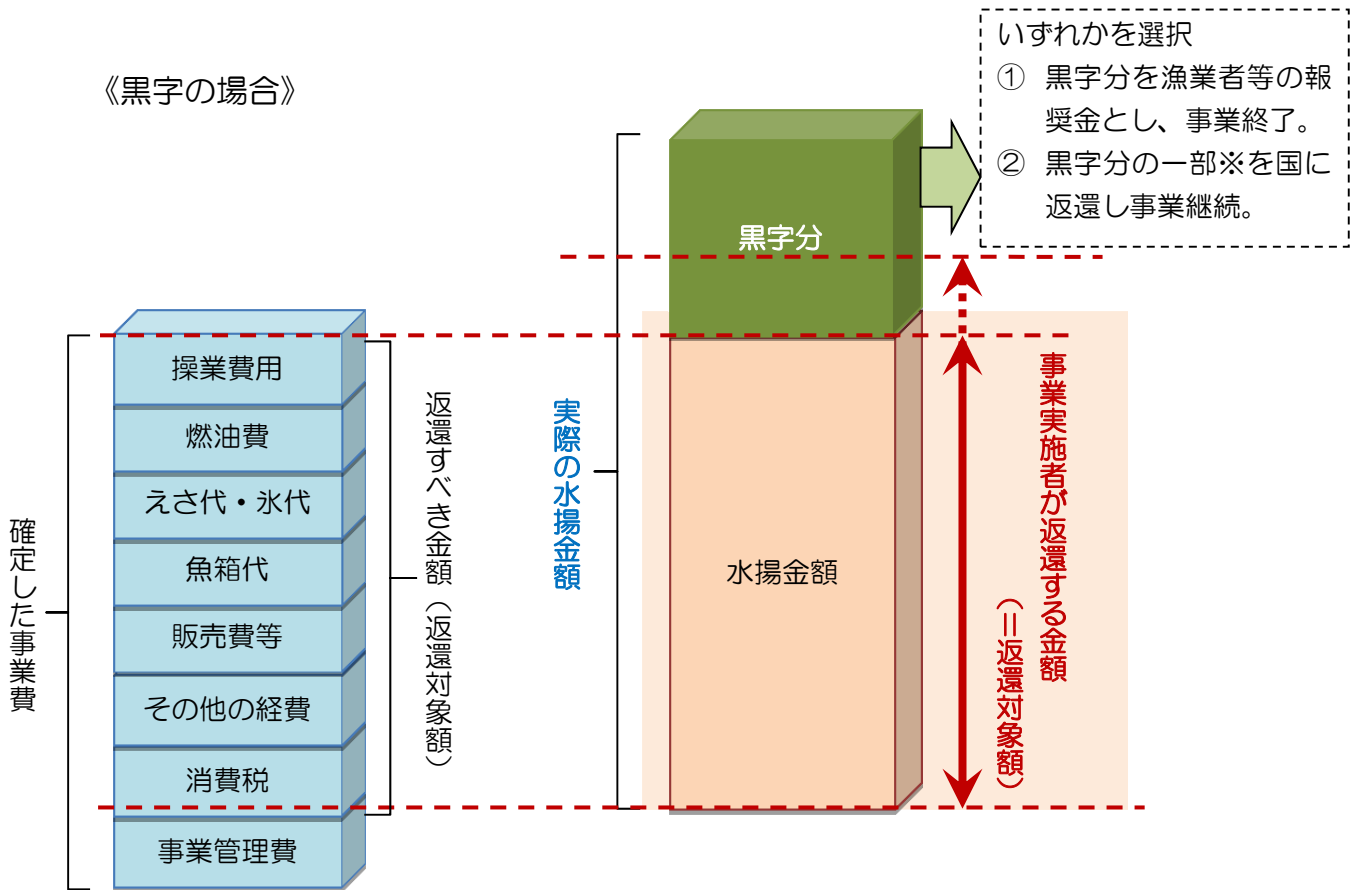 《黒字の場合》
いずれかを選択
① 黒字分を漁業者等の報
奨金とし、事業終了。
② 黒字分の一部※を国に
返還し事業継続。
黒字分
確定した事業費
操業費用
燃油費
えさ代・氷代
魚箱代
販売費等
その他の経費
消費税
事業管理費
返還すべき金額（返還対象額）
実際の水揚金額
水揚金額
事業実施者が返還する金額
（＝返還対象額）